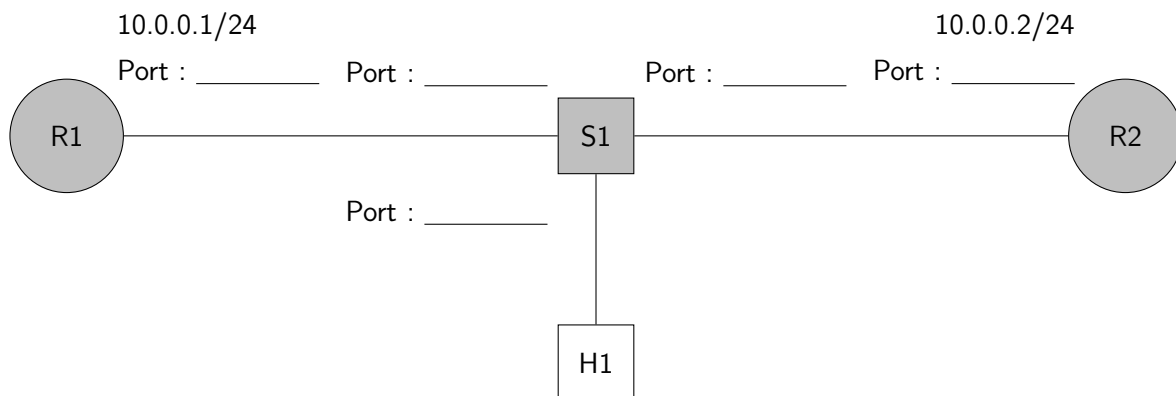 10.0.0.1/24 10.0.0.2/24
Port : ________ Port : ________ Port : ________ Port : ________
R1 S1 R2
Port : ________
H1